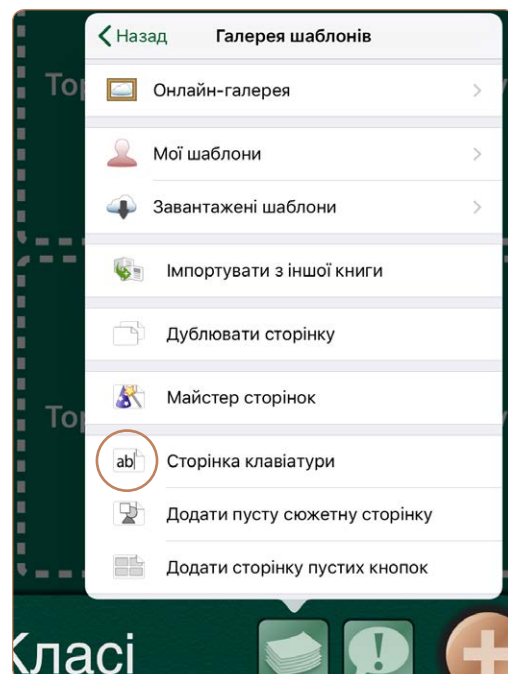 Назад Галерея шаблонів
Онлайн-галерея
Мої шаблони
Завантажені шаблони
Імпортувати з іншої книги
Дублювати сторінку
Майстер сторінок
ab Сторінка клавіатури
Додати пусту сюжетну сторінку
Додати сторінку пустих кнопок
Класі